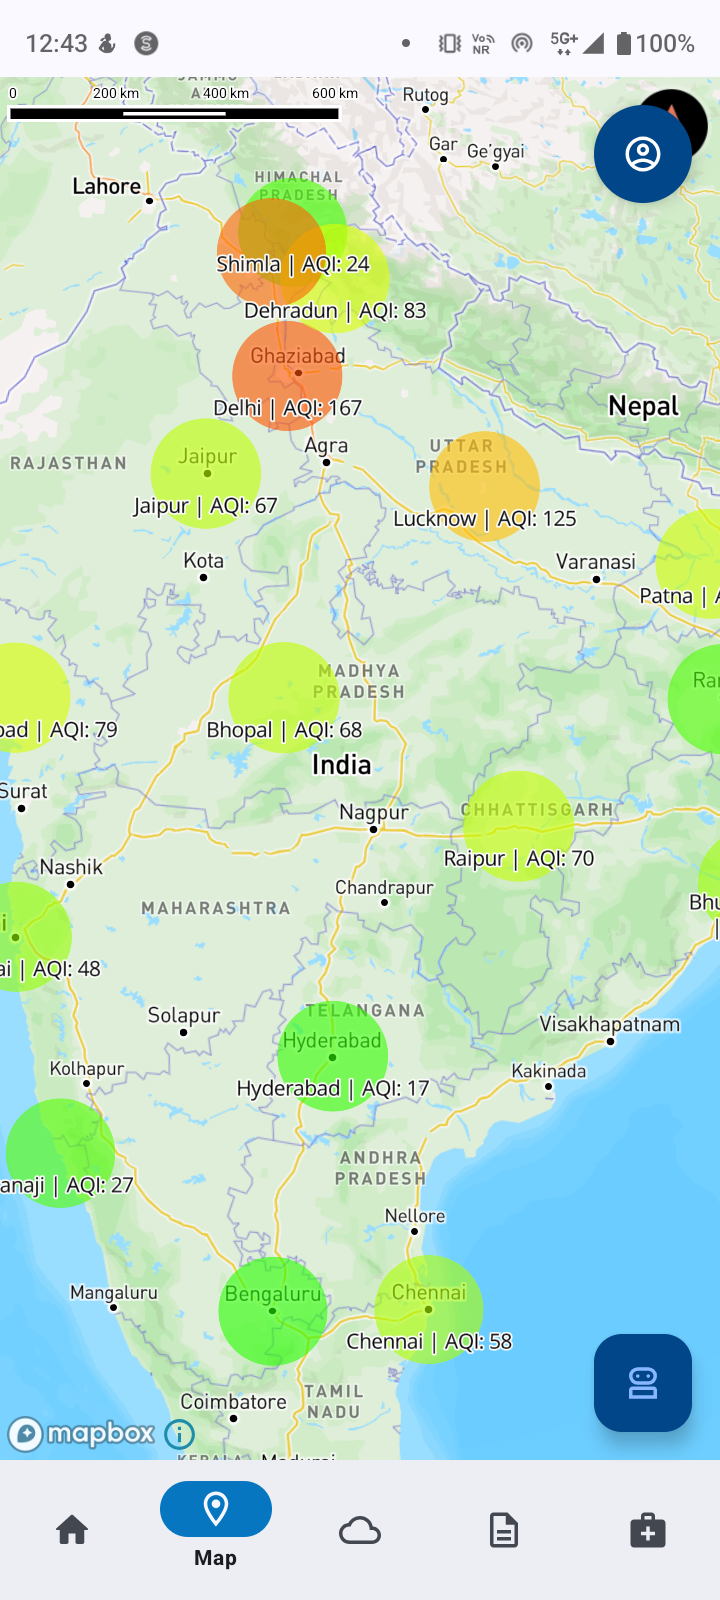 12:43
Vo))
NR
5G+
100%
0 200 km 400 km 600 km
Rutog
Gar
Ge'gyai
Lahore
HIMACHAL
PRADESH
Shimla | AQI: 24
Dehradun | AQI: 83
Ghaziabad
Delhi | AQI: 167
Nepal
Agra
UTTAR
PRADESH
RAJASTHAN
Jaipur
Jaipur | AQI: 67
Lucknow | AQI: 125
Kota
Varanasi
Patna | A
MADHYA
PRADESH
Ran
bad | AQI: 79
Bhopal | AQI: 68
India
Surat
Nagpur
CHHATTISGARH
Raipur | AQI: 70
Nashik
Chandrapur
MAHARASHTRA
Bhu
|
i
ai | AQI: 48
TELANGANA
Solapur
Visakhapatnam
Hyderabad
Kolhapur
Kakinada
Hyderabad | AQI: 17
ANDHRA
PRADESH
anaji | AQI: 27
Nellore
Mangaluru
Bengaluru
Chennai
Chennai | AQI: 58
TAMIL
NADU
Coimbatore
mapbox
Map